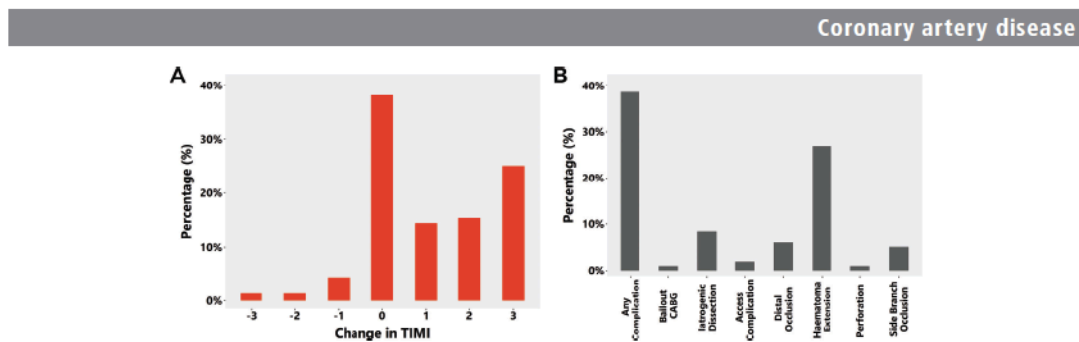 Coronary artery disease
A
B
40%
30%
20%
10%
0%
Percentage (%)
-3 -2 -1 0 1 2 3
Change in TIMI
40%
30%
20%
10%
0%
Percentage (%)
Any
Complication
Bailout
CABG
Iatrogenic
Dissection
Access
Complication
Distal
Occlusion
Haematoma
Extension
Perforation
Side Branch
Occlusion